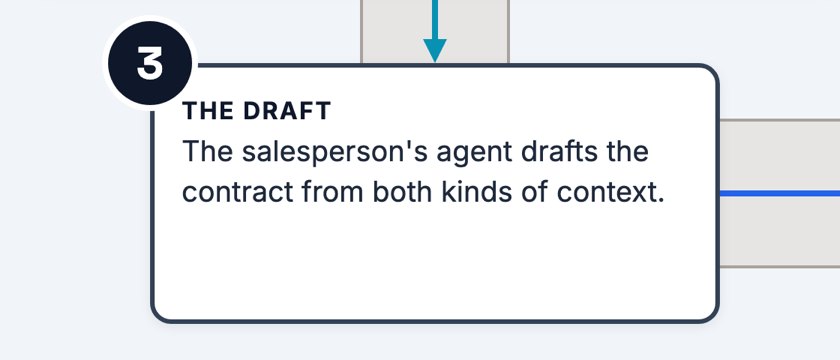 3
THE DRAFT
The salesperson's agent drafts the
contract from both kinds of context.